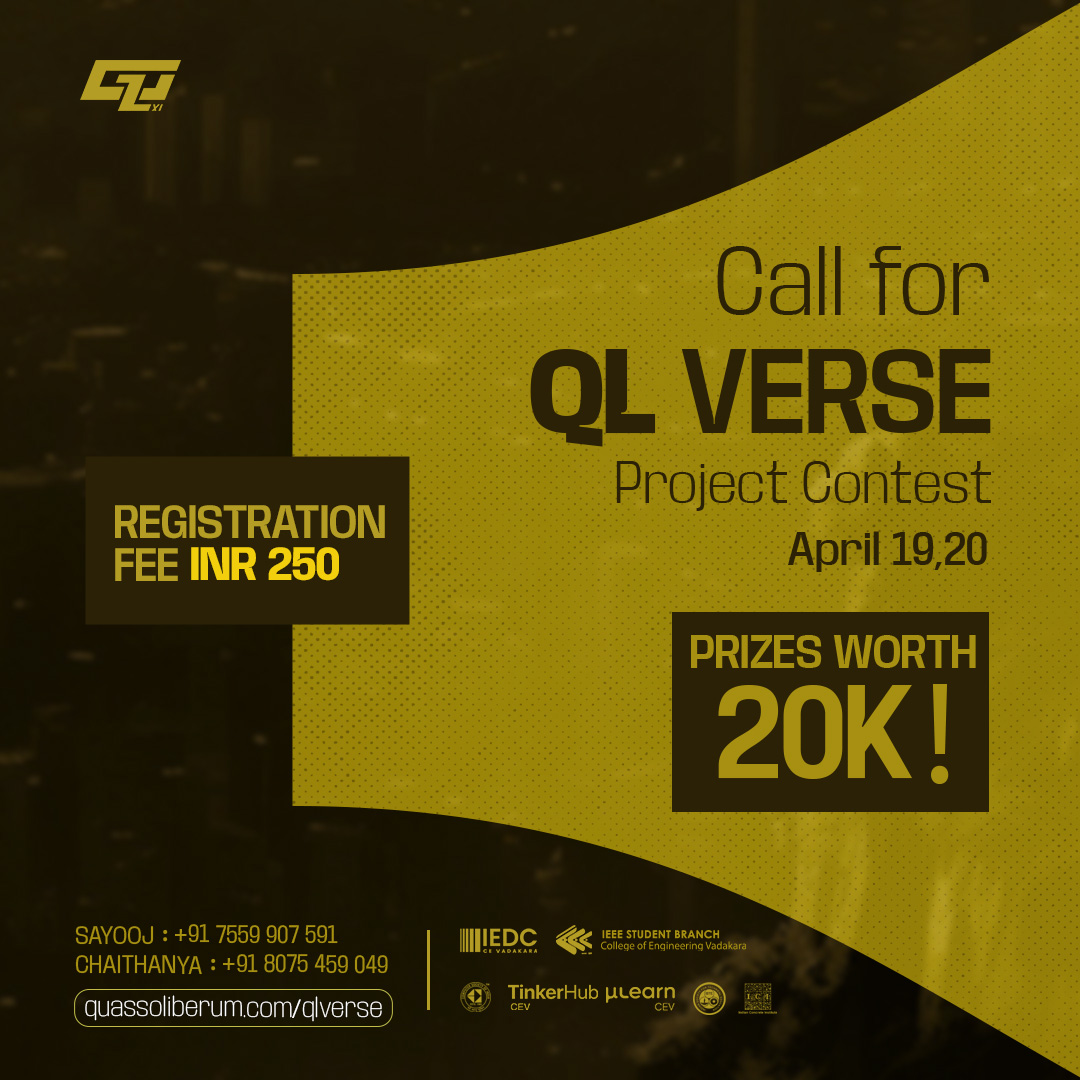 XI
Call for
QL VERSE
Project Contest
April 19,20
REGISTRATION
FEE INR 250
PRIZES WORTH
20K!
SAYOOJ : +91 7559 907 591
CHAITHANYA : +91 8075 459 049
quassoliberum.com/qlverse
IEDC
CE VADAKARA
IEEE STUDENT BRANCH
College of Engineering Vadakara
TinkerHub
CEV
µLearn
CEV